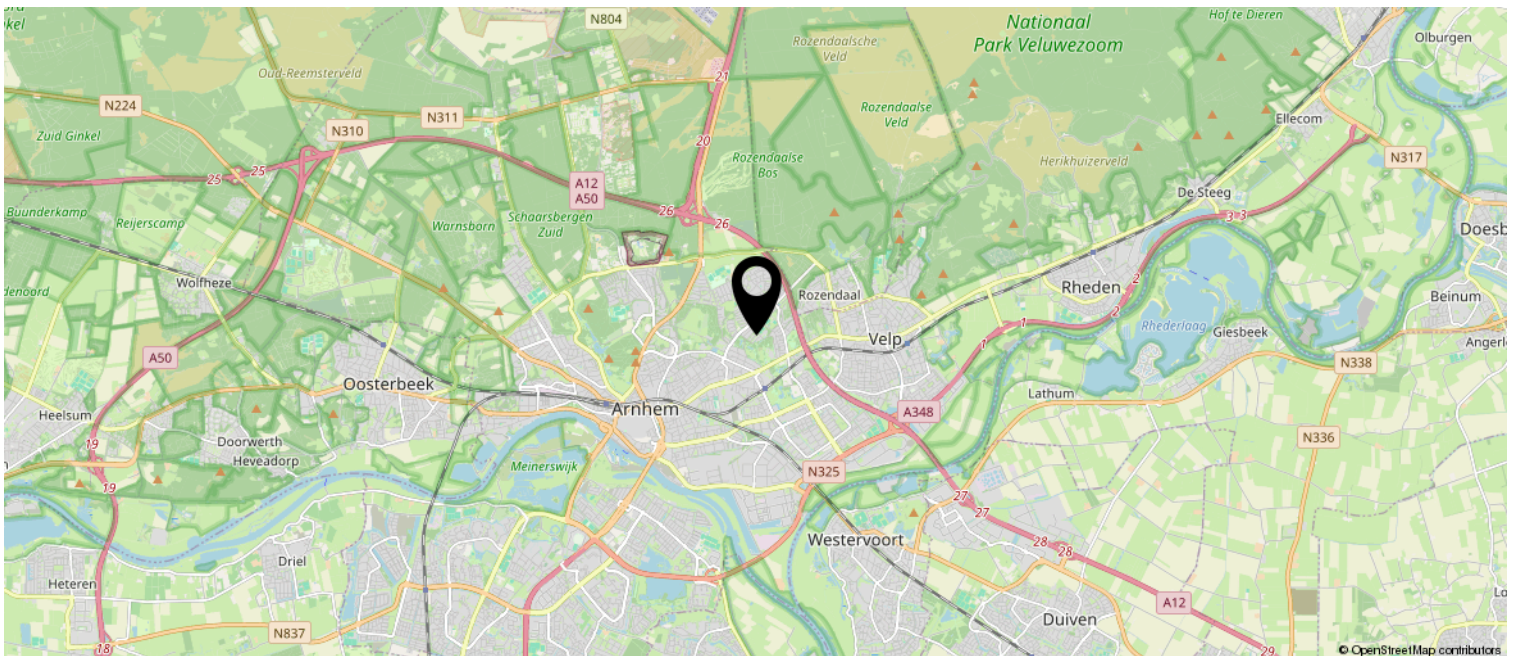 N804
Nationaal
Park Veluwezoom
Hof te Dieren
Olburgen
Rozendaalsche
Veld
Oud-Reemsterveld
21
N224
N311
N310
Rozendaalse
Veld
Ellecom
Zuid Ginkel
20
Rozendaalse
Bos
Herikhuizerveld
N317
25
25
A12
A50
De Steeg
Buunderkamp
Reijerscamp
Warnsborn
Schaarsbergen
Zuid
26
26
3
3
Doesb
Wolfheze
denoord
Rozendaal
Rheden
2
2
Beinum
Rhederlaag
Giesbeek
1
1
Velp
Angerl
A50
Oosterbeek
N338
Lathum
Heelsum
Arnhem
A348
19
Doorwerth
Heveadorp
N336
Meinerswijk
N325
19
27
27
Westervoort
28
28
Driel
Heteren
A12
Duiven
Lo
N837
18
29
© OpenStreetMap contributors